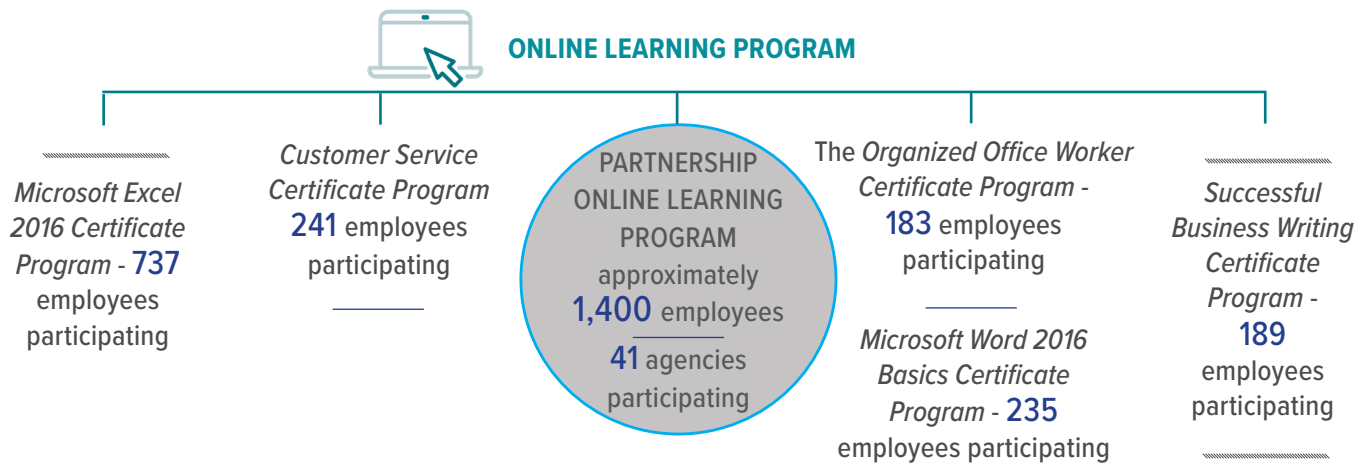 ONLINE LEARNING PROGRAM
Microsoft Excel
2016 Certificate
Program - 737
employees
participating
Customer Service
Certificate Program
241 employees
participating
PARTNERSHIP
ONLINE LEARNING
PROGRAM
approximately
1,400 employees
41 agencies
participating
The Organized Office Worker
Certificate Program -
183 employees
participating
Microsoft Word 2016
Basics Certificate
Program - 235
employees participating
Successful
Business Writing
Certificate
Program -
189
employees
participating